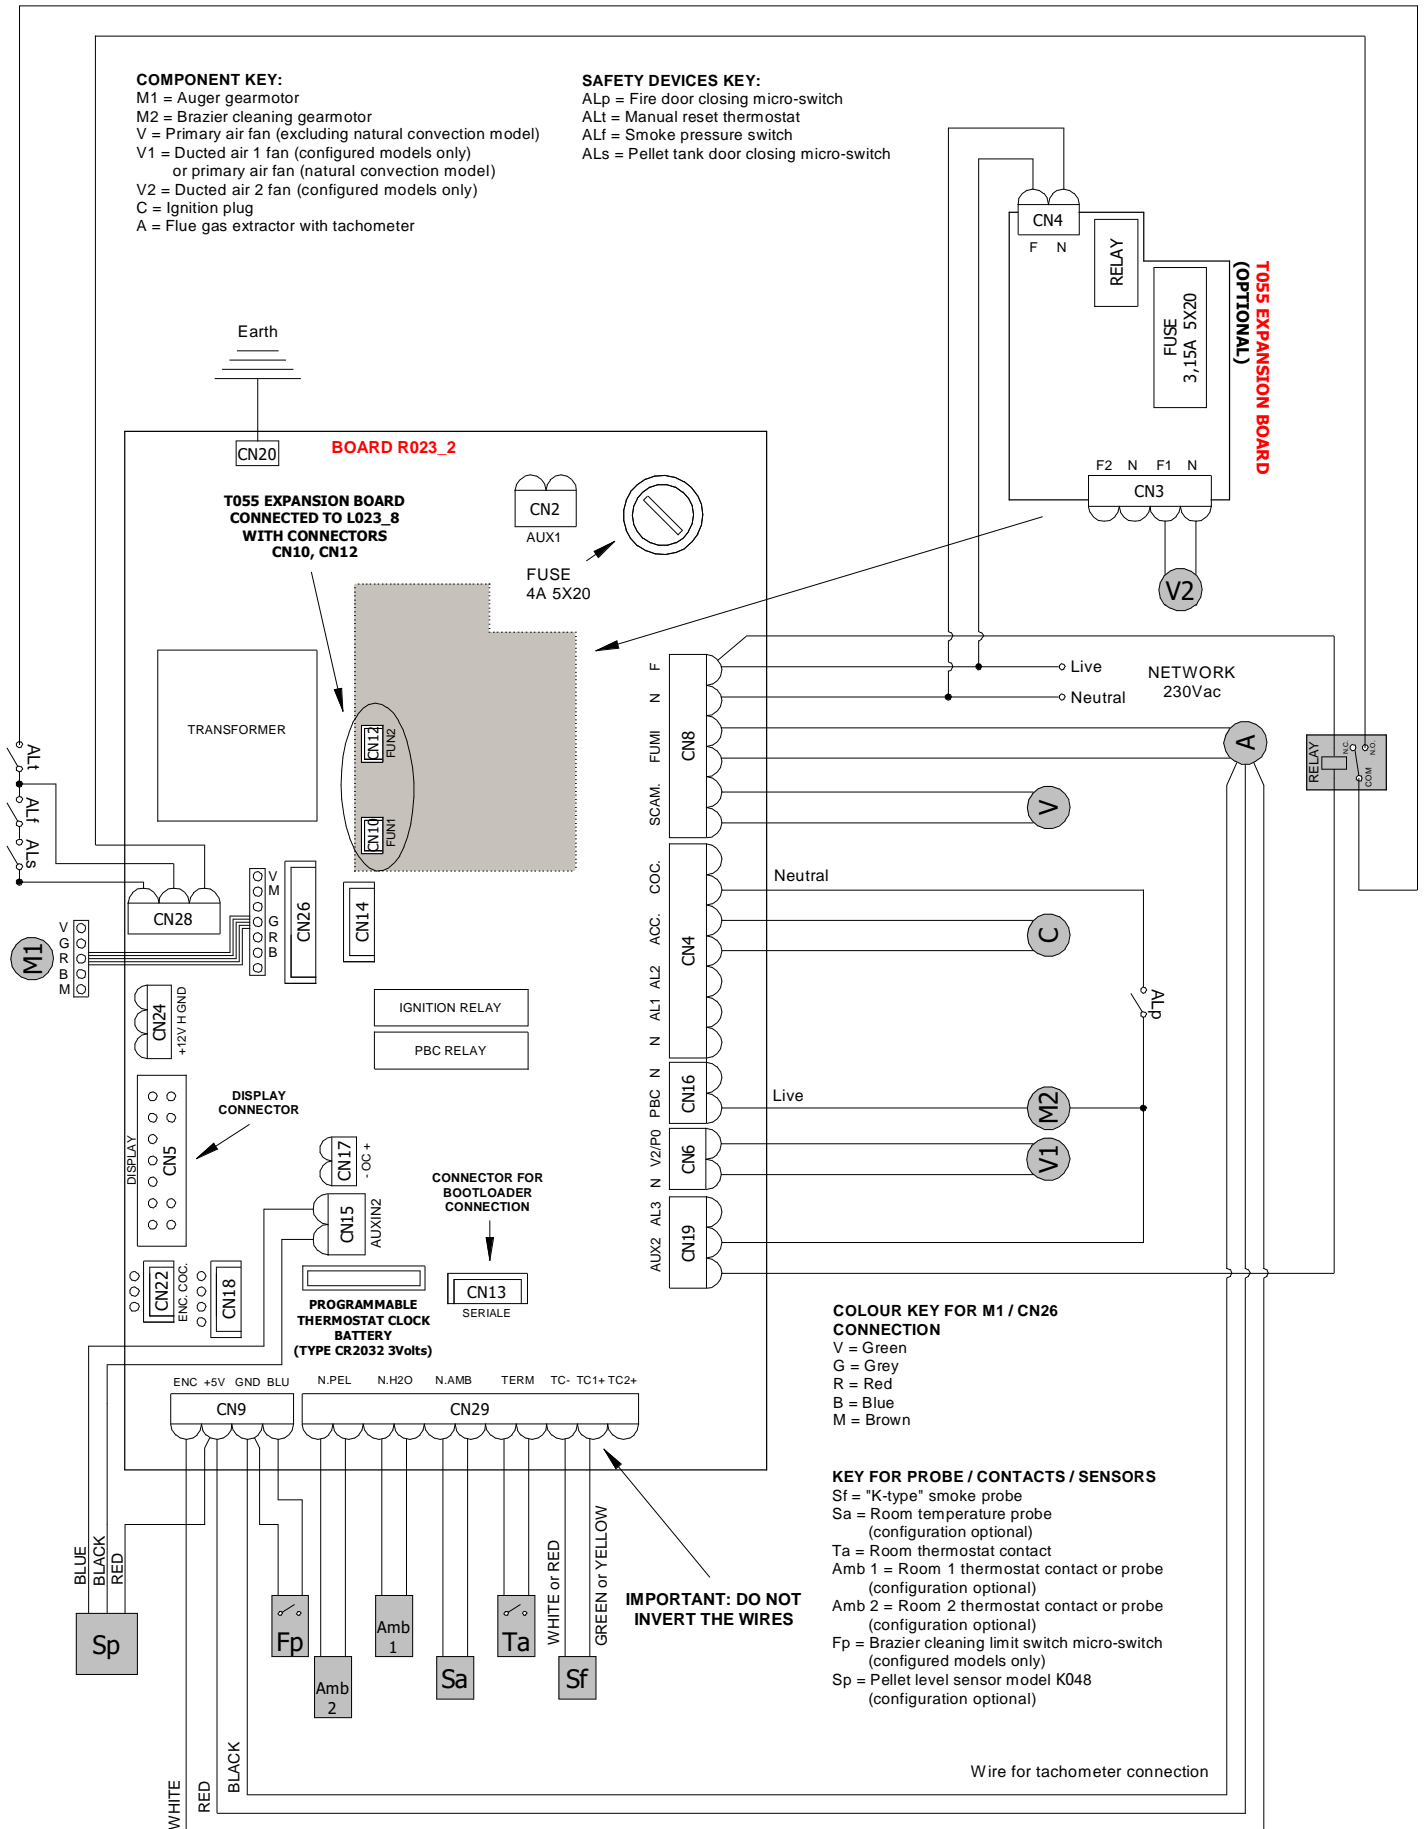 COMPONENT KEY:
M1 = Auger gearmotor
M2 = Brazier cleaning gearmotor
V = Primary air fan (excluding natural convection model)
V1 = Ducted air 1 fan (configured models only)
or primary air fan (natural convection model)
V2 = Ducted air 2 fan (configured models only)
C = Ignition plug
A = Flue gas extractor with tachometer
SAFETY DEVICES KEY:
ALp = Fire door closing micro-switch
ALt = Manual reset thermostat
ALf = Smoke pressure switch
ALs = Pellet tank door closing micro-switch
CN4
F N
RELAY
FUSE
3,15A 5X20
T055 EXPANSION BOARD
(OPTIONAL)
F2 N F1 N
CN3
V2
Earth
CN20
BOARD R023_2
T055 EXPANSION BOARD
CONNECTED TO L023_8
WITH CONNECTORS
CN10, CN12
CN2
AUX1
FUSE
4A 5X20
TRANSFORMER
CN12
FUN2
CN10
FUN1
F
N
FUMI
SCAM.
CN8
Live
Neutral
NETWORK
230Vac
A
V
RELAY
N.C.
N.O.
COM
ALt
ALf
ALs
CN28
V
M
G
R
B
CN26
CN14
M1
V
G
R
B
M
COC.
ACC.
AL2
AL1
N
CN4
Neutral
C
ALp
CN24
+12V H GND
IGNITION RELAY
PBC RELAY
N
PBC
CN16
Live
M2
DISPLAY
CN5
DISPLAY
CONNECTOR
V2/P0
N
CN6
V1
CN17
- OC +
CN15
AUXIN2
CONNECTOR FOR
BOOTLOADER
CONNECTION
AL3
AUX2
CN19
CN22
ENC. COC.
CN18
CN13
SERIALE
PROGRAMMABLE
THERMOSTAT CLOCK
BATTERY
(TYPE CR2032 3Volts)
COLOUR KEY FOR M1 / CN26
CONNECTION
V = Green
G = Grey
R = Red
B = Blue
M = Brown
ENC +5V GND BLU
CN9
N.PEL N.H2O N.AMB TERM TC- TC1+ TC2+
CN29
KEY FOR PROBE / CONTACTS / SENSORS
Sf = "K-type" smoke probe
Sa = Room temperature probe
(configuration optional)
Ta = Room thermostat contact
Amb 1 = Room 1 thermostat contact or probe
(configuration optional)
Amb 2 = Room 2 thermostat contact or probe
(configuration optional)
Fp = Brazier cleaning limit switch micro-switch
(configured models only)
Sp = Pellet level sensor model K048
(configuration optional)
BLUE
BLACK
RED
WHITE or RED
GREEN or YELLOW
IMPORTANT: DO NOT
INVERT THE WIRES
Sp
Fp
Amb
2
Amb
1
Sa
Ta
Sf
WHITE
RED
BLACK
Wire for tachometer connection